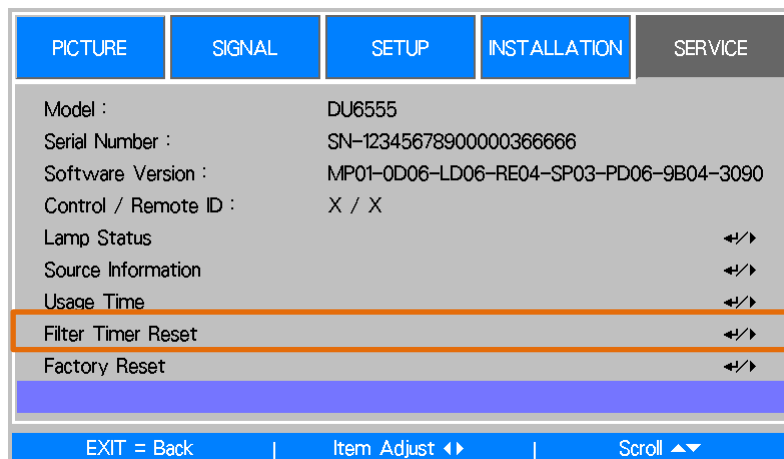 PICTURE SIGNAL SETUP INSTALLATION SERVICE
Model : DU6555
Serial Number : SN-12345678900000366666
Software Version : MP01-0D06-LD06-RE04-SP03-PD06-9B04-3090
Control / Remote ID : X / X
Lamp Status ↵/▶
Source Information ↵/▶
Usage Time ↵/▶
Filter Timer Reset ↵/▶
Factory Reset ↵/▶
EXIT = Back | Item Adjust ◀▶ | Scroll ▲▼